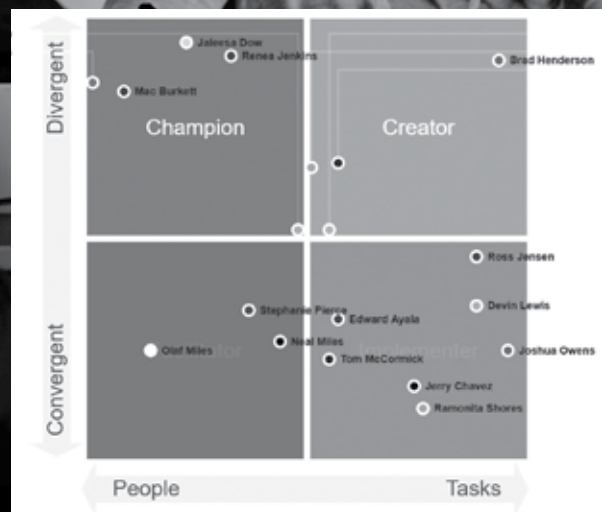 Divergent
Jaleesa Dow
Renea Jenkins
Brad Henderson
Mac Burkett
Champion
Creator
Ross Jensen
Stephanie Pierce
Devin Lewis
Edward Ayala
Neal Miles
Olaf Miles
Implementer
Joshua Owens
Tom McCormick
Jerry Chavez
Ramonita Shores
Convergent
People
Tasks